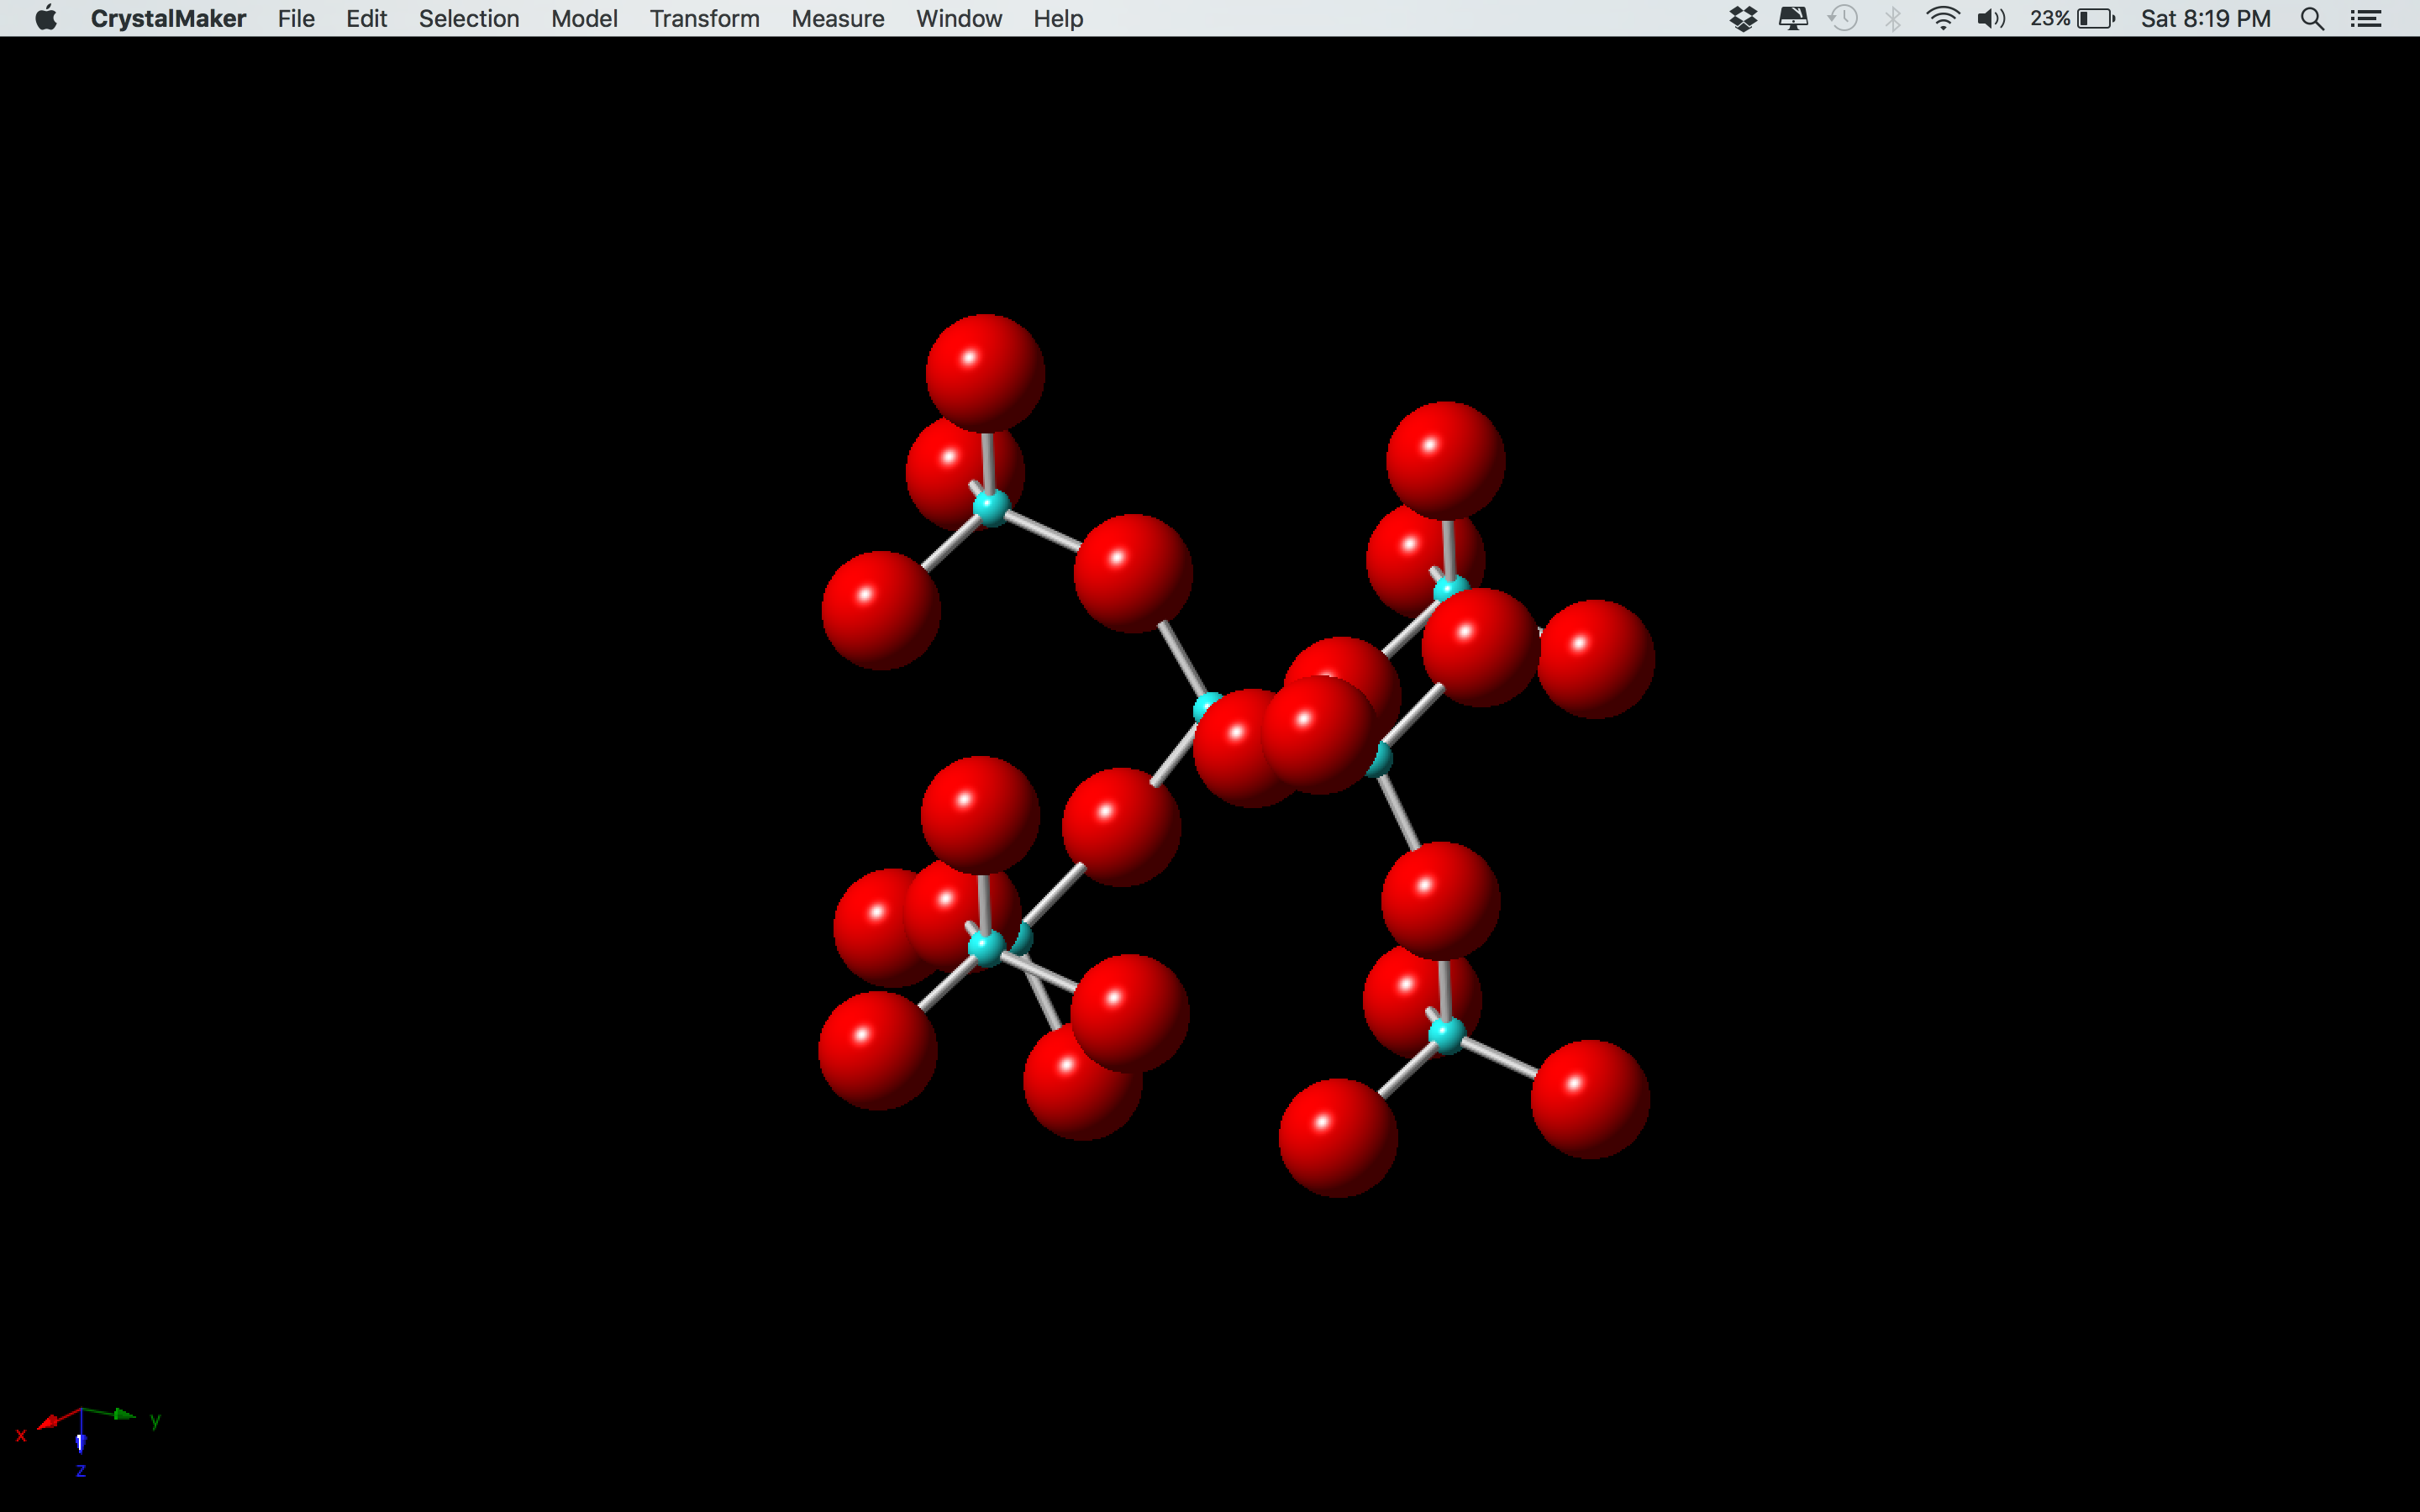 CrystalMaker File Edit Selection Model Transform Measure Window Help 23% Sat 8:19 PM
x y
z